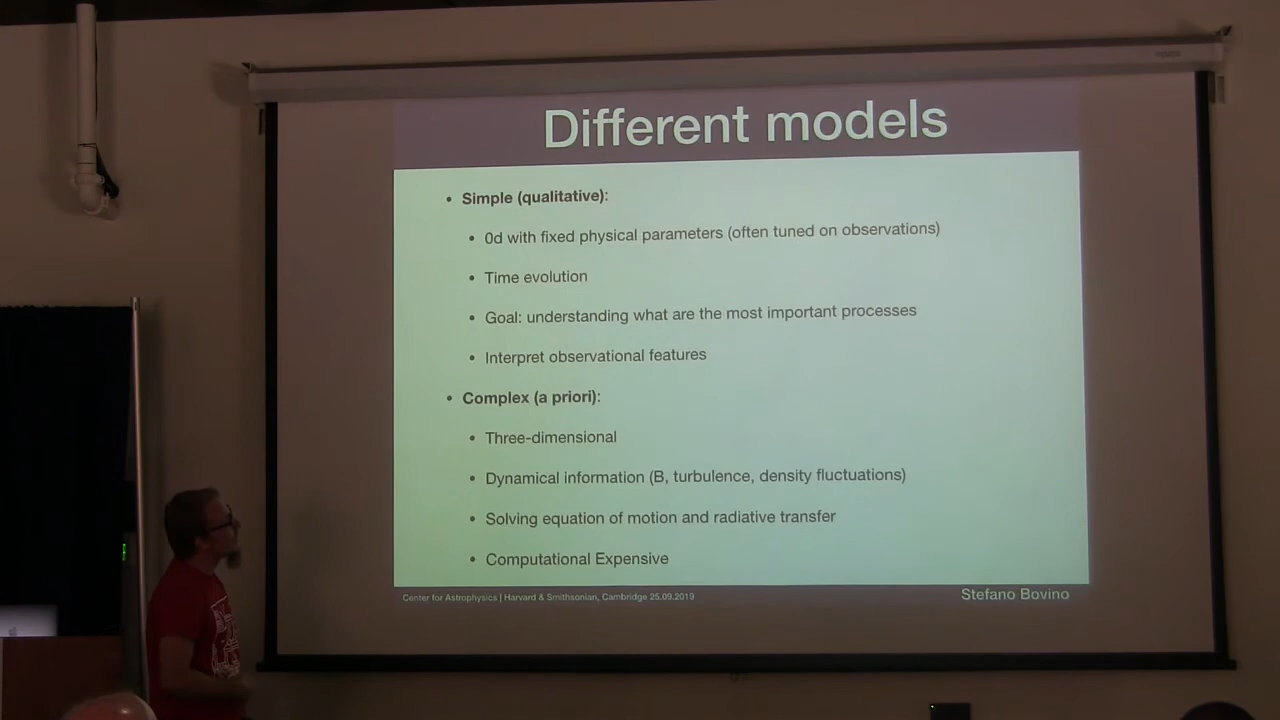 Different models
• Simple (qualitative):
• 0d with fixed physical parameters (often tuned on observations)
• Time evolution
• Goal: understanding what are the most important processes
• Interpret observational features
• Complex (a priori):
• Three-dimensional
• Dynamical information (B, turbulence, density fluctuations)
• Solving equation of motion and radiative transfer
• Computational Expensive
Center for Astrophysics | Harvard & Smithsonian, Cambridge 25.09.2019
Stefano Bovino